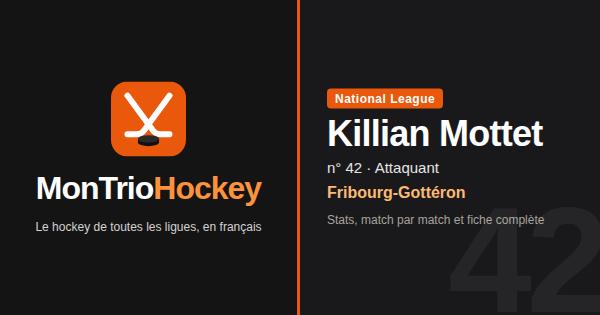 MonTrioHockey
Le hockey de toutes les ligues, en français
National League
Killian Mottet
n° 42 · Attaquant
Fribourg-Gottéron
Stats, match par match et fiche complète
42